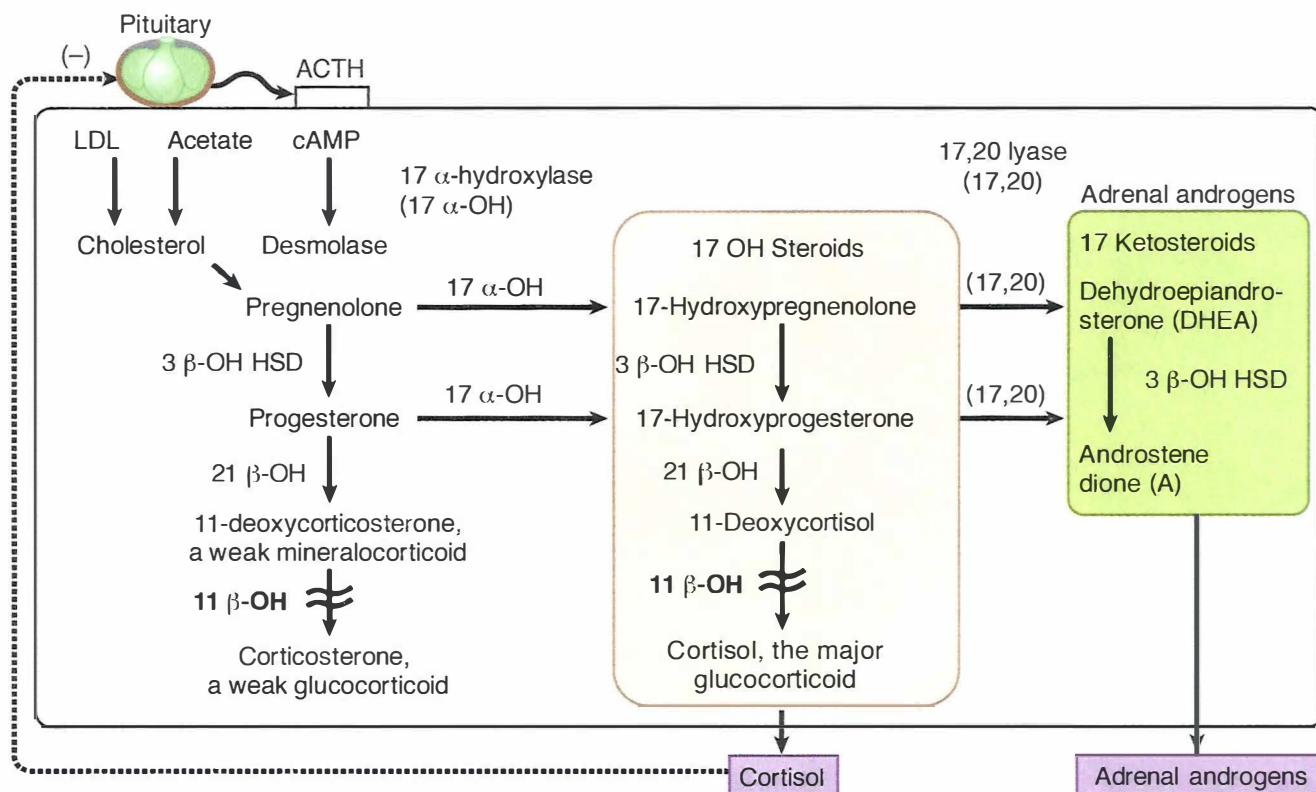 Pituitary
(–)
ACTH
LDL
Acetate
cAMP
17 α-hydroxylase
(17 α-OH)
17,20 lyase
(17,20)
Adrenal androgens
Cholesterol
Desmolase
17 OH Steroids
17 Ketosteroids
Pregnenolone
17 α-OH
17-Hydroxypregnenolone
(17,20)
Dehydroepiandro-
sterone (DHEA)
3 β-OH HSD
3 β-OH HSD
3 β-OH HSD
Progesterone
17 α-OH
17-Hydroxyprogesterone
(17,20)
Androstene
dione (A)
21 β-OH
21 β-OH
11-deoxycorticosterone,
a weak mineralocorticoid
11-Deoxycortisol
11 β-OH
11 β-OH
Corticosterone,
a weak glucocorticoid
Cortisol, the major
glucocorticoid
Cortisol
Adrenal androgens